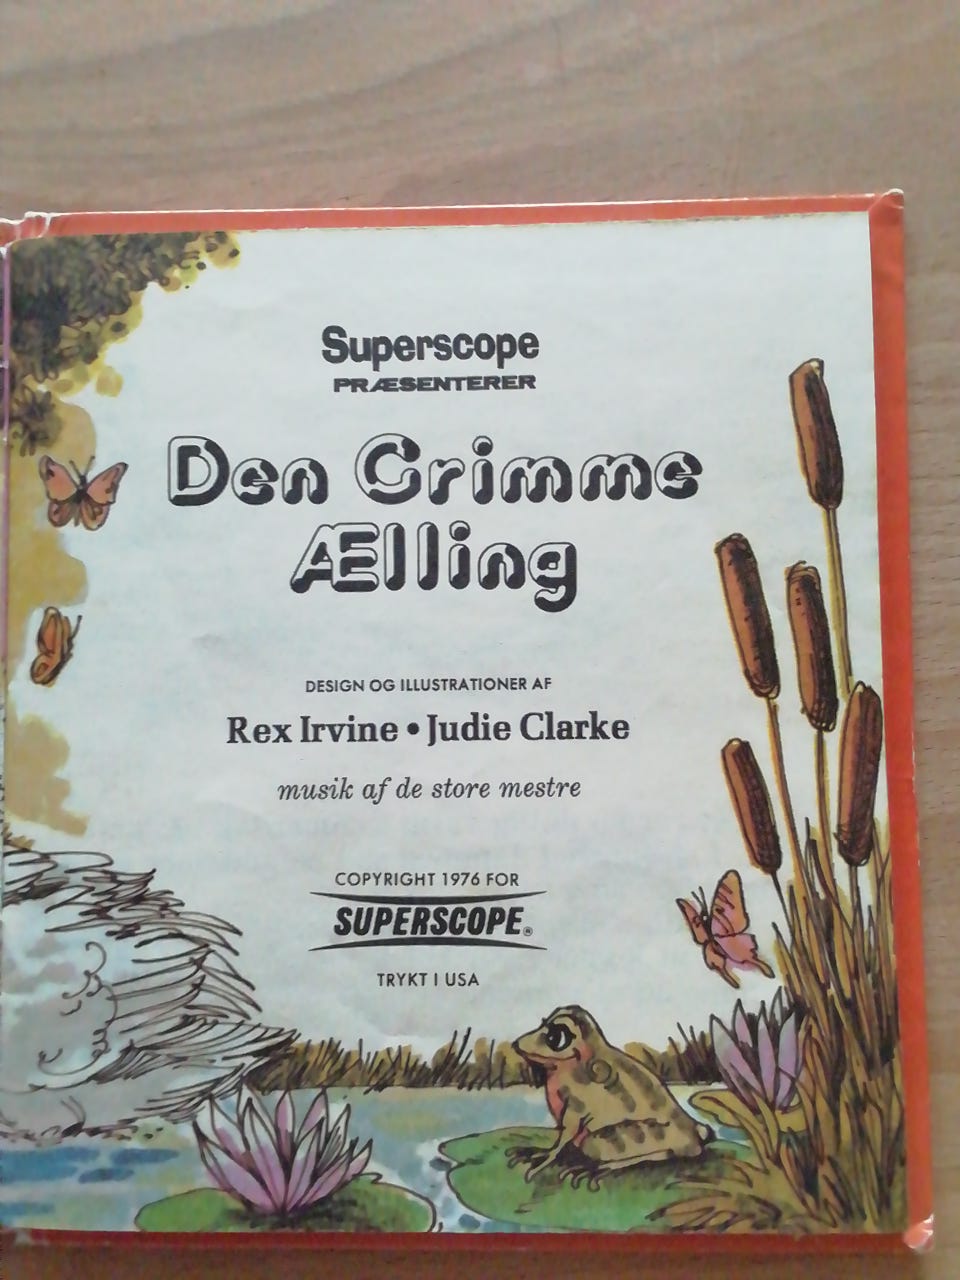 Superscope
PRÆSENTERER
Den Grimme
Ælling
DESIGN OG ILLUSTRATIONER AF
Rex Irvine • Judie Clarke
musik af de store mestre
COPYRIGHT 1976 FOR
SUPERSCOPE®
TRYKT I USA